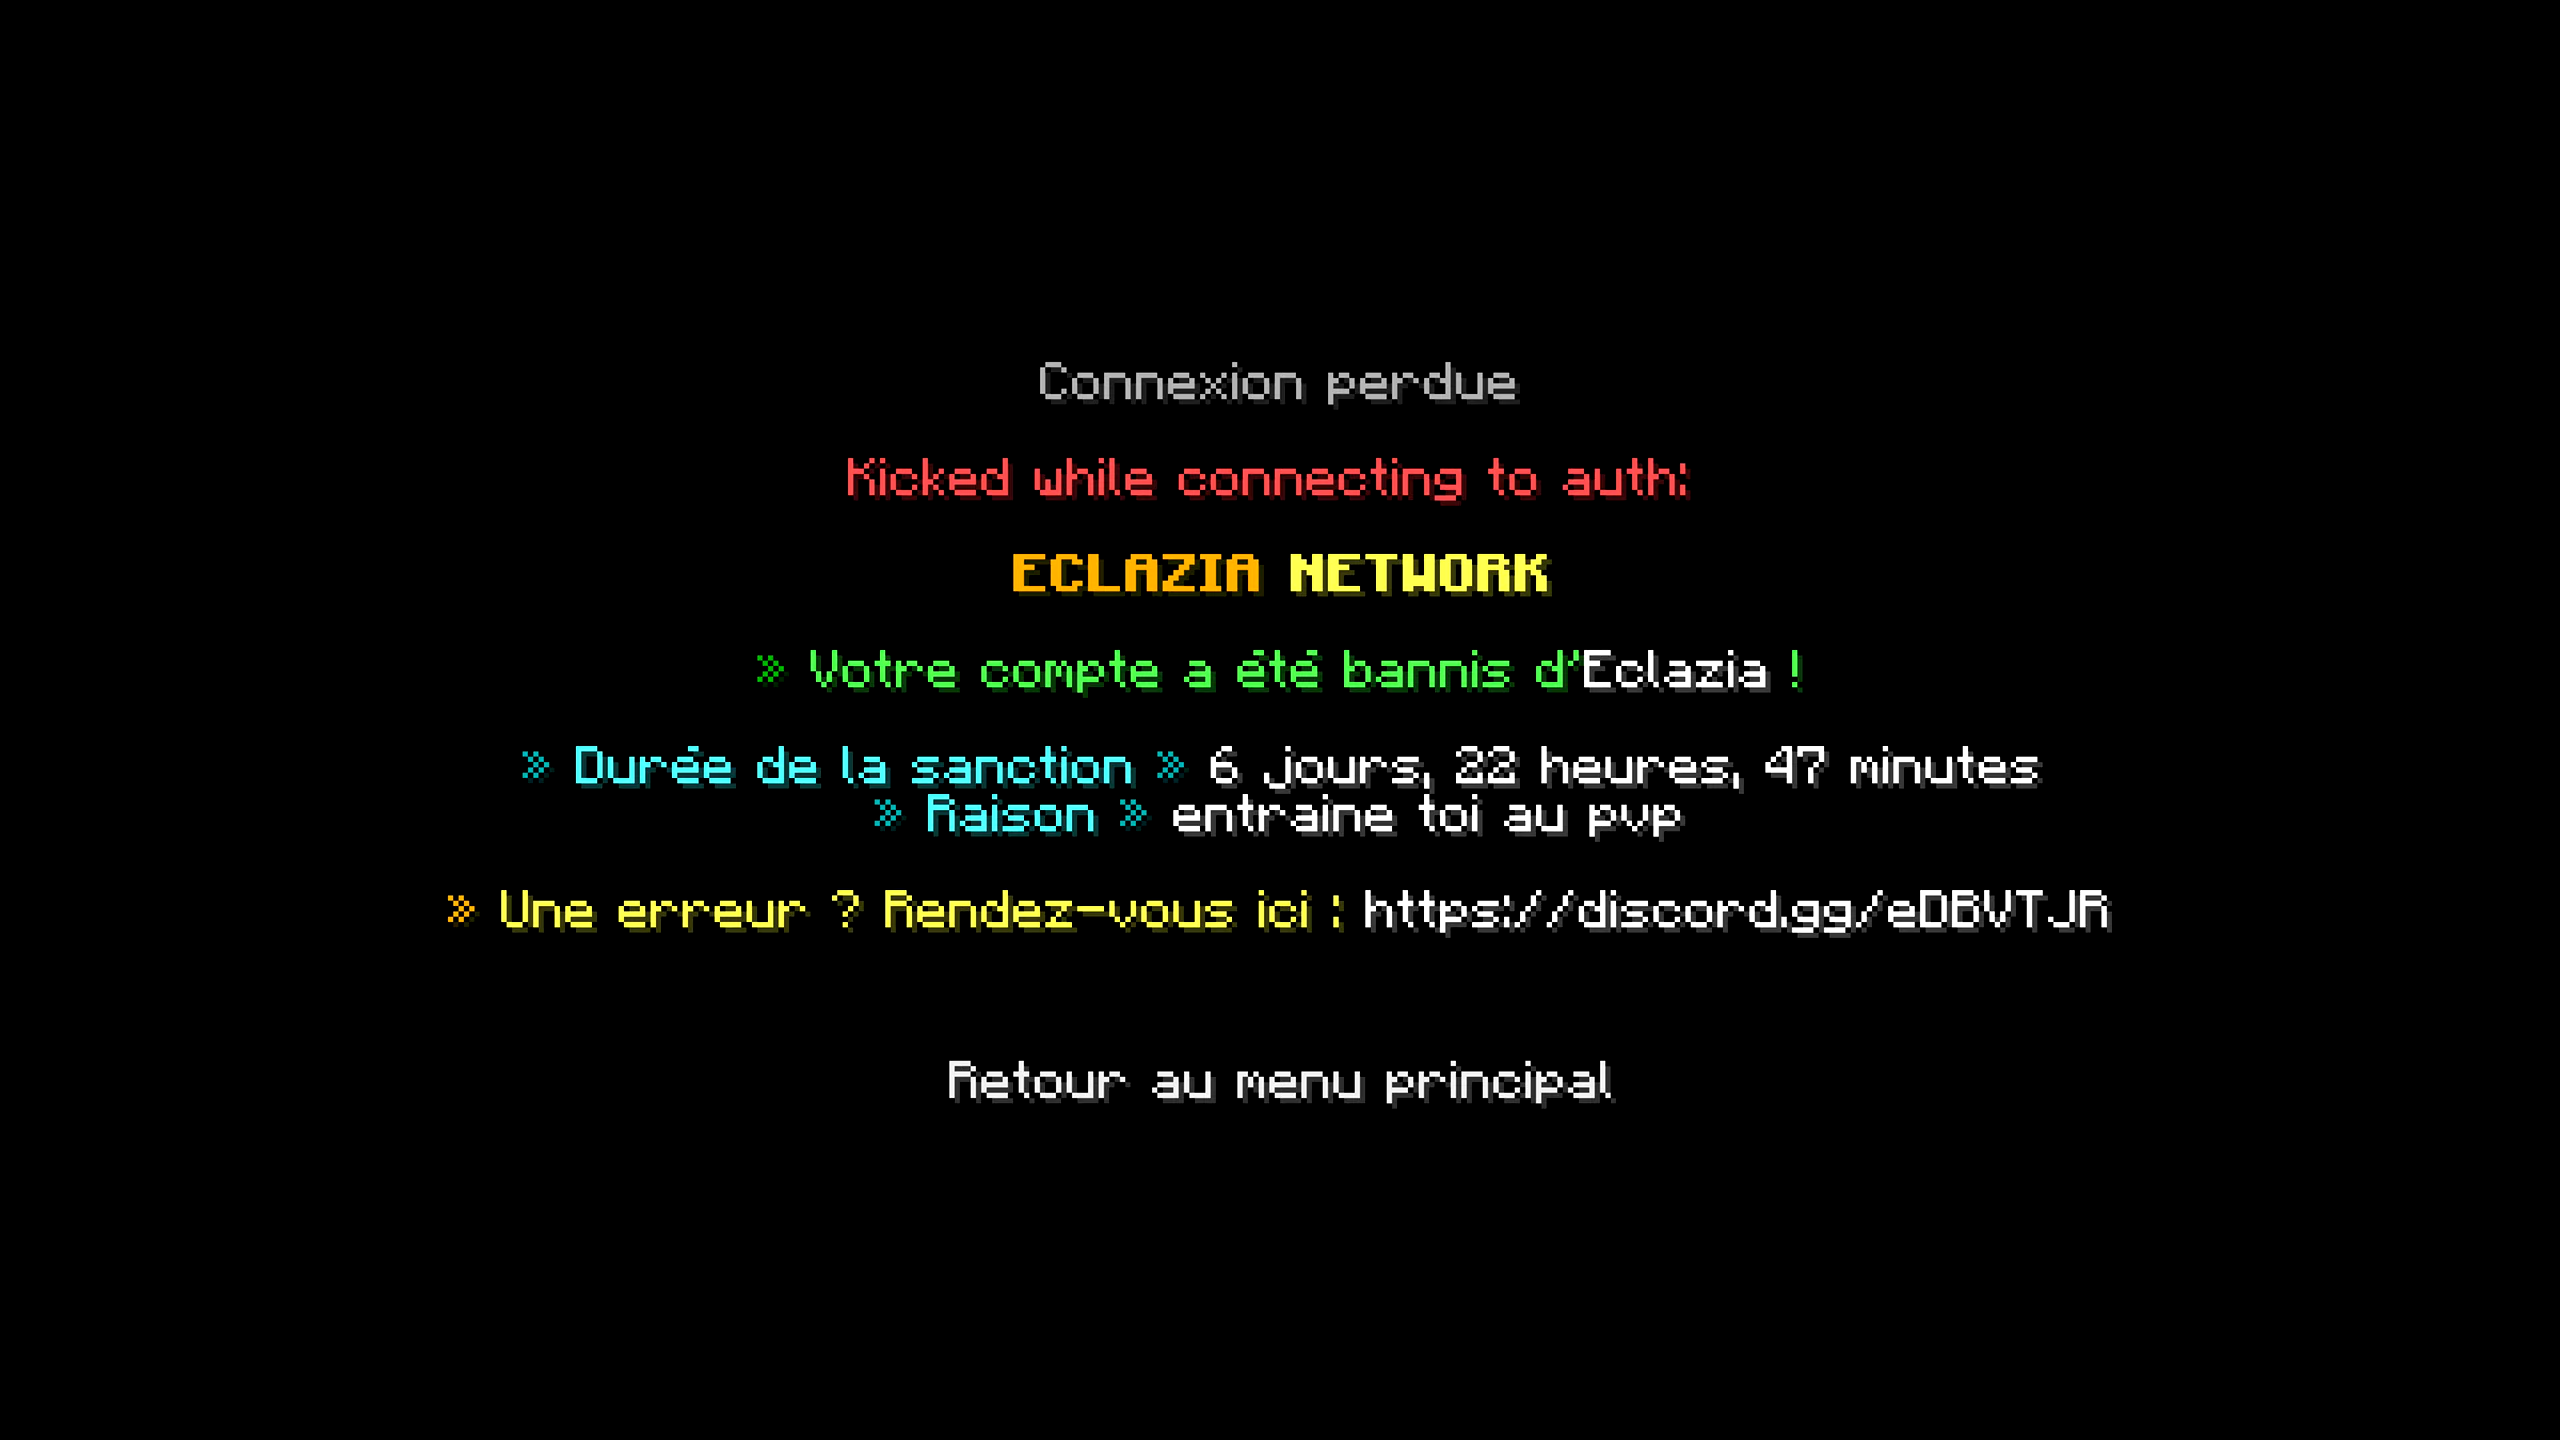 Connexion perdue
Kicked while connecting to auth:
ECLAZIA NETWORK
» Votre compte a été bannis d'Eclazia !
» Durée de la sanction » 6 jours, 22 heures, 47 minutes
» Raison » entraine toi au pvp
» Une erreur ? Rendez-vous ici : https://discord.gg/eDBVTJR
Retour au menu principal